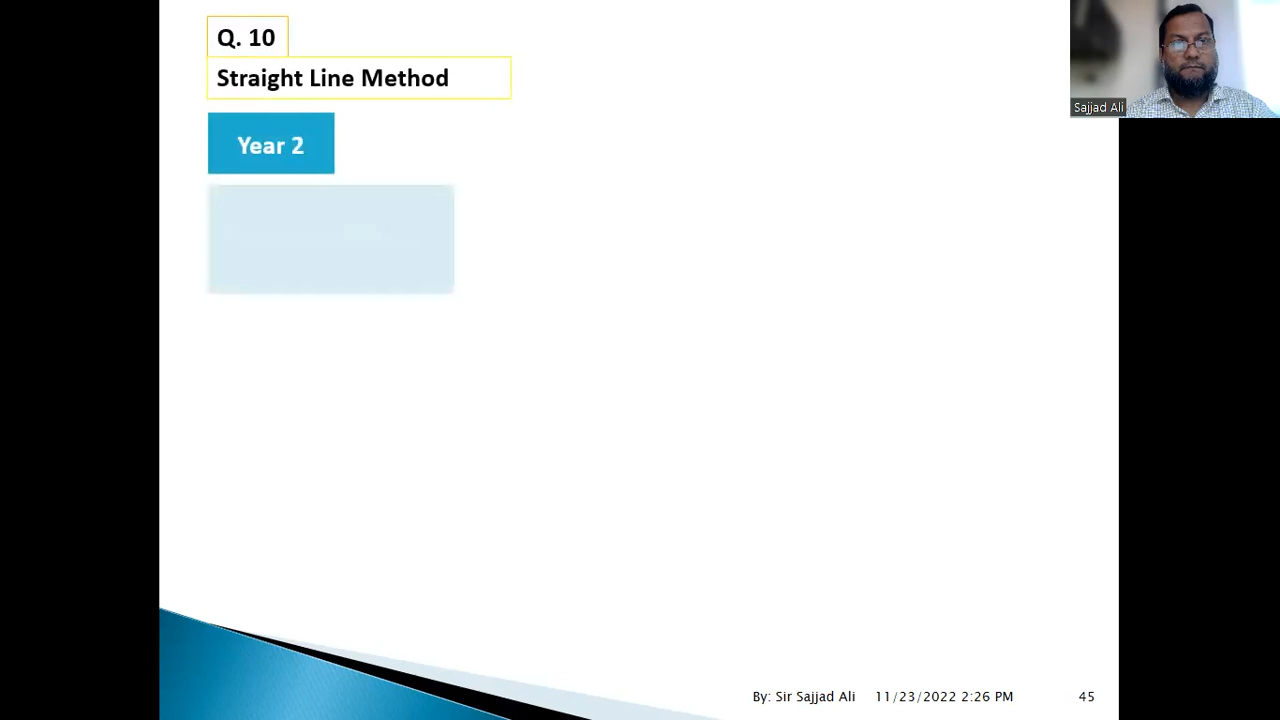 Q. 10
Straight Line Method
Year 2
Sajjad Ali
By: Sir Sajjad Ali 11/23/2022 2:26 PM 45